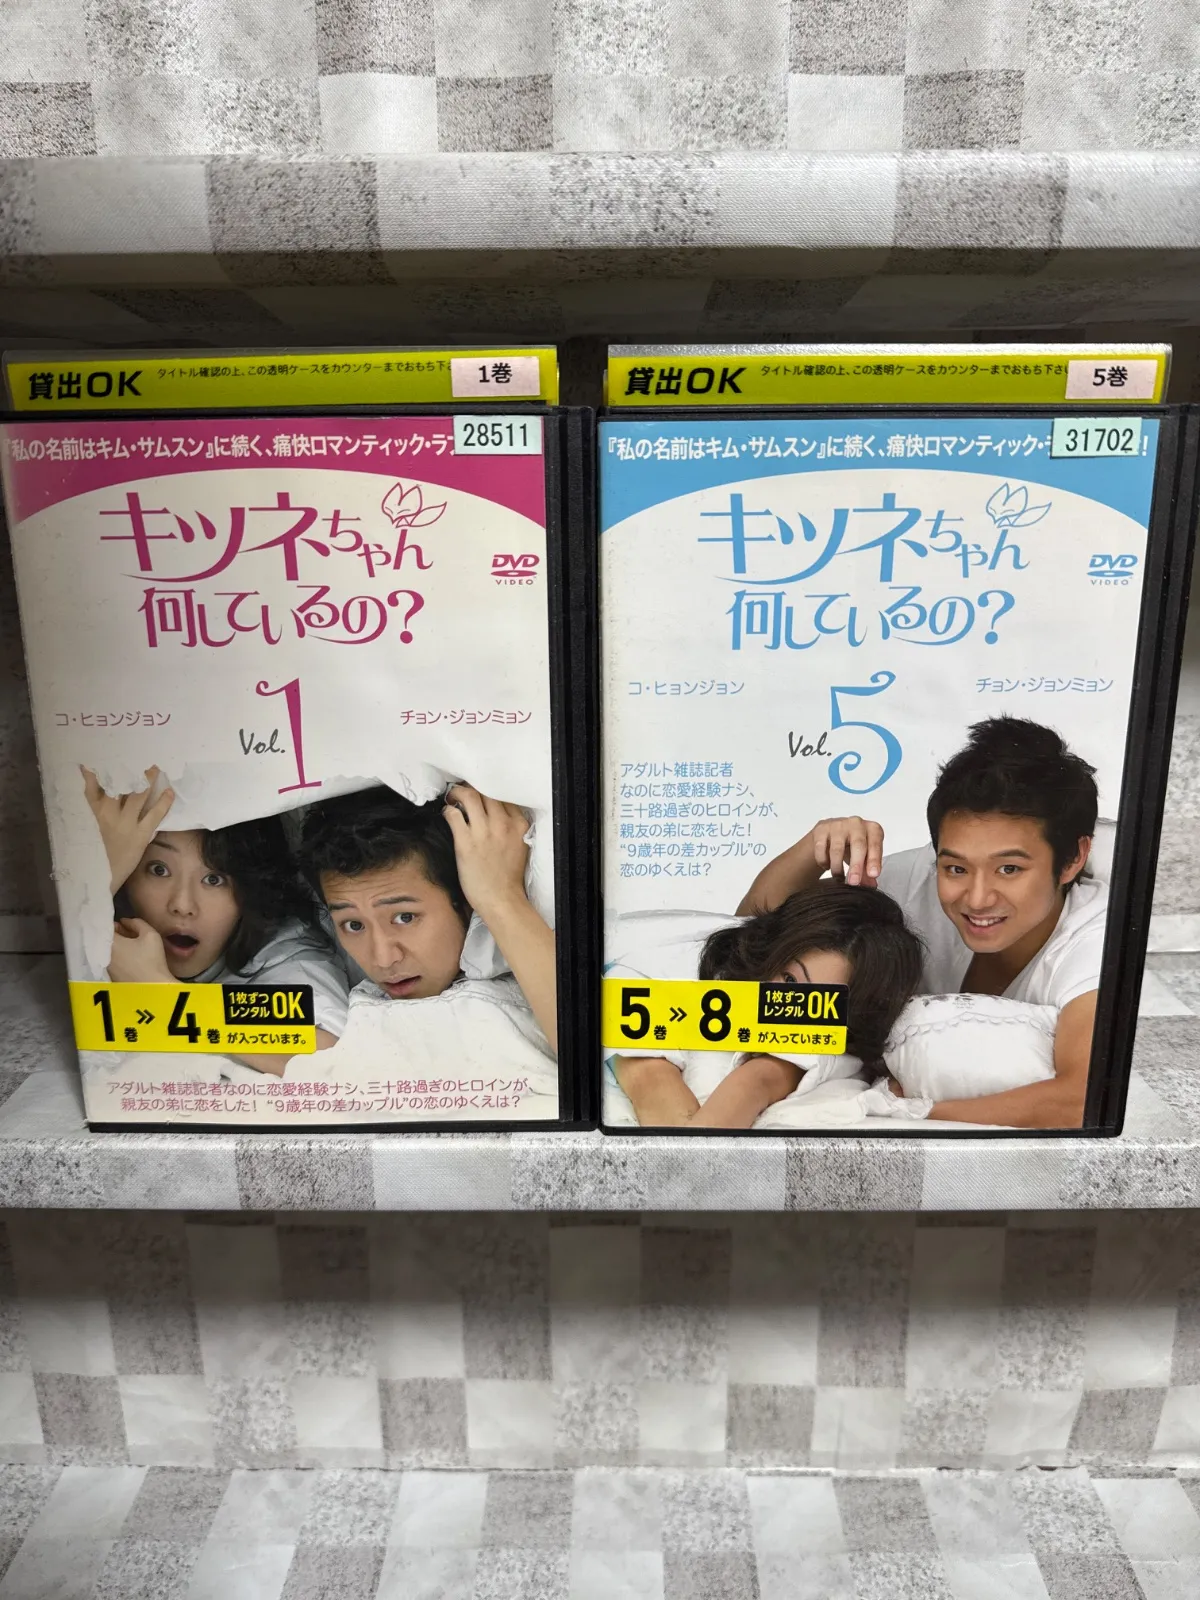 貸出OK
タイトル確認の上、この透明ケースをカウンターまでおもち下さ
1巻
『私の名前はキム・サムスン』に続く、痛快ロマンティック・ラ
28511
キツネちゃん
何しているの?
DVD
VIDEO
コ・ヒョンジョン
チョン・ジョンミョン
Vol.1
1巻 » 4巻
1枚ずつ
レンタルOK
が入っています。
アダルト雑誌記者なのに恋愛経験ナシ、三十路過ぎのヒロインが、
親友の弟に恋をした! “9歳年の差カップル”の恋のゆくえは?
貸出OK
タイトル確認の上、この透明ケースをカウンターまでおもち下さい
5巻
『私の名前はキム・サムスン』に続く、痛快ロマンティック・
31702
!
キツネちゃん
何しているの?
DVD
VIDEO
コ・ヒョンジョン
チョン・ジョンミョン
Vol.5
アダルト雑誌記者
なのに恋愛経験ナシ、
三十路過ぎのヒロインが、
親友の弟に恋をした!
“9歳年の差カップル”の
恋のゆくえは?
5巻 » 8巻
1枚ずつ
レンタルOK
が入っています。